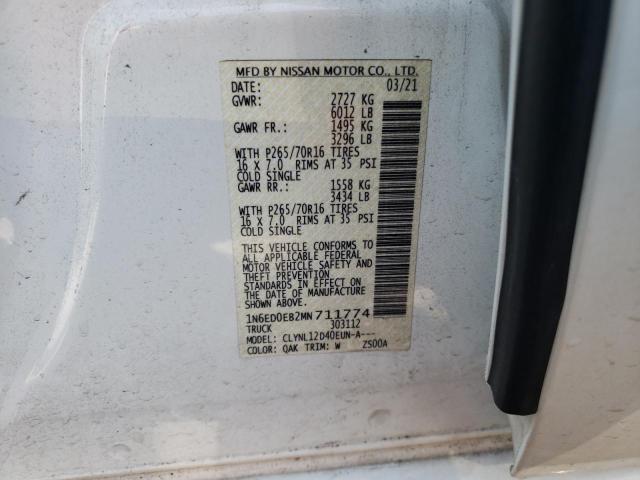 MFD BY NISSAN MOTOR CO., LTD.
DATE: 03/21
GVWR: 2727 KG
6012 LB
GAWR FR.: 1495 KG
3296 LB
WITH P265/70R16 TIRES
16 X 7.0 RIMS AT 35 PSI
COLD SINGLE
GAWR RR.: 1558 KG
3434 LB
WITH P265/70R16 TIRES
16 X 7.0 RIMS AT 35 PSI
COLD SINGLE
THIS VEHICLE CONFORMS TO
ALL APPLICABLE FEDERAL
MOTOR VEHICLE SAFETY AND
THEFT PREVENTION
STANDARDS IN EFFECT ON
THE DATE OF MANUFACTURE
SHOWN ABOVE.
1N6ED0EB2MN711774
TRUCK 303112
MODEL: CLYNL12D40EUN-A---
COLOR: QAK TRIM: W ZS00A